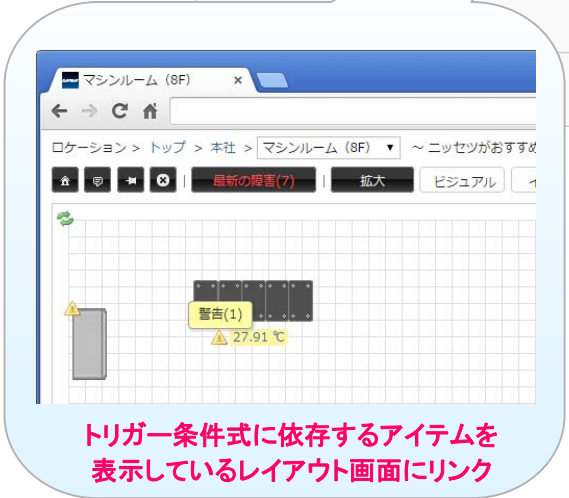 マシンルーム（8F） ×
ロケーション > トップ > 本社 > マシンルーム（8F） ▼ ～ ニッセツがおすすめ
最新の障害(7) | 拡大 ビジュアル
警告(1)
27.91 ℃
トリガー条件式に依存するアイテムを
表示しているレイアウト画面にリンク